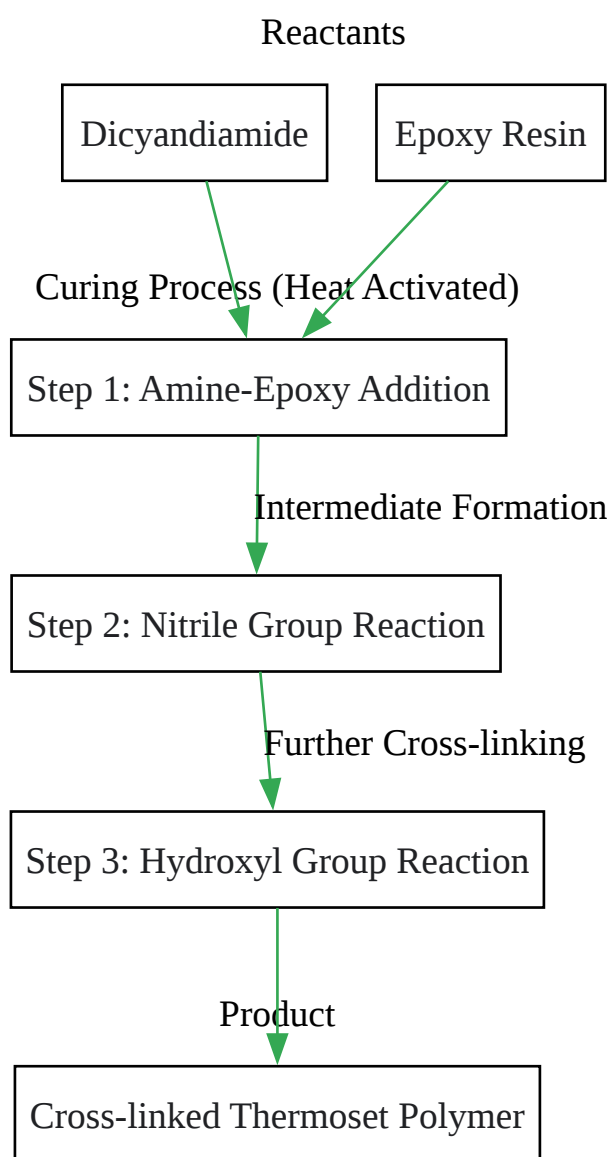 Reactants
Dicyandiamide
Epoxy Resin
Curing Process (Heat Activated)
Step 1: Amine-Epoxy Addition
Intermediate Formation
Step 2: Nitrile Group Reaction
Further Cross-linking
Step 3: Hydroxyl Group Reaction
Product
Cross-linked Thermoset Polymer